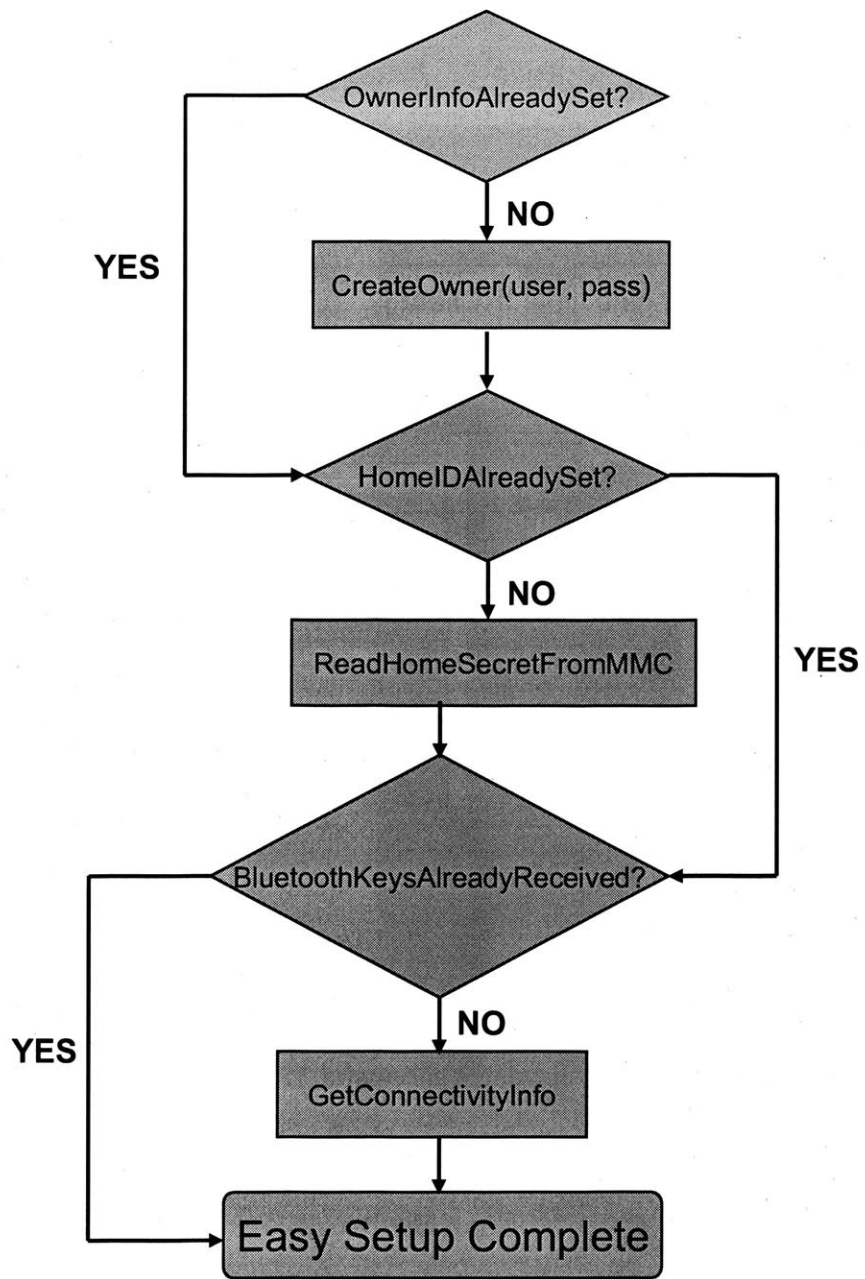 OwnerInfoAlreadySet?
NO
YES
CreateOwner(user, pass)
HomeIDAlreadySet?
NO
ReadHomeSecretFromMMC
YES
BluetoothKeysAlreadyReceived?
NO
YES
GetConnectivityInfo
Easy Setup Complete